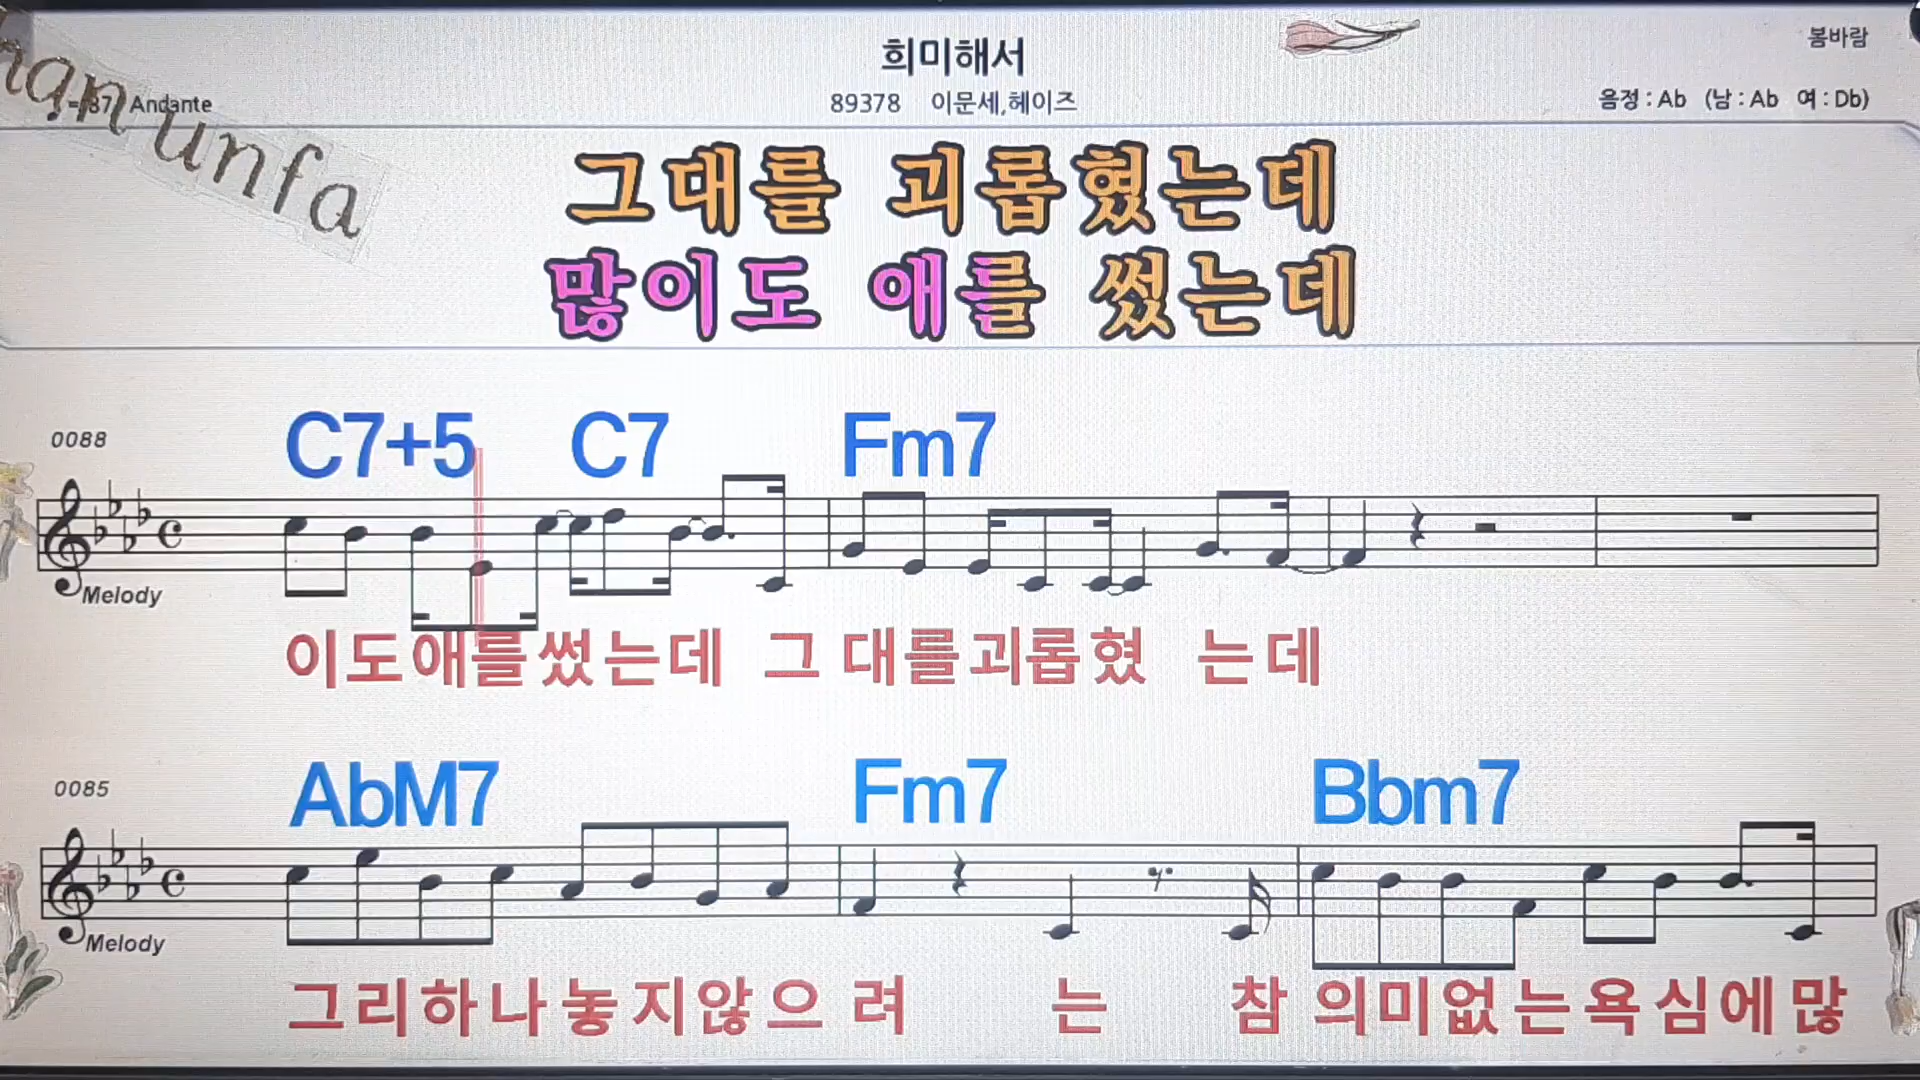 희미해서
봄바람
Andante
89378 이문세,헤이즈
음정 : Ab (남 : Ab 여 : Db)
unfa
그대를 괴롭혔는데
많이도 애를 썼는데
0088
C7+5 C7 Fm7
Melody
이도애를썼는데 그대를괴롭혔는데
0085
AbM7 Fm7 Bbm7
Melody
그리하나놓지않으려는 참의미없는욕심에많